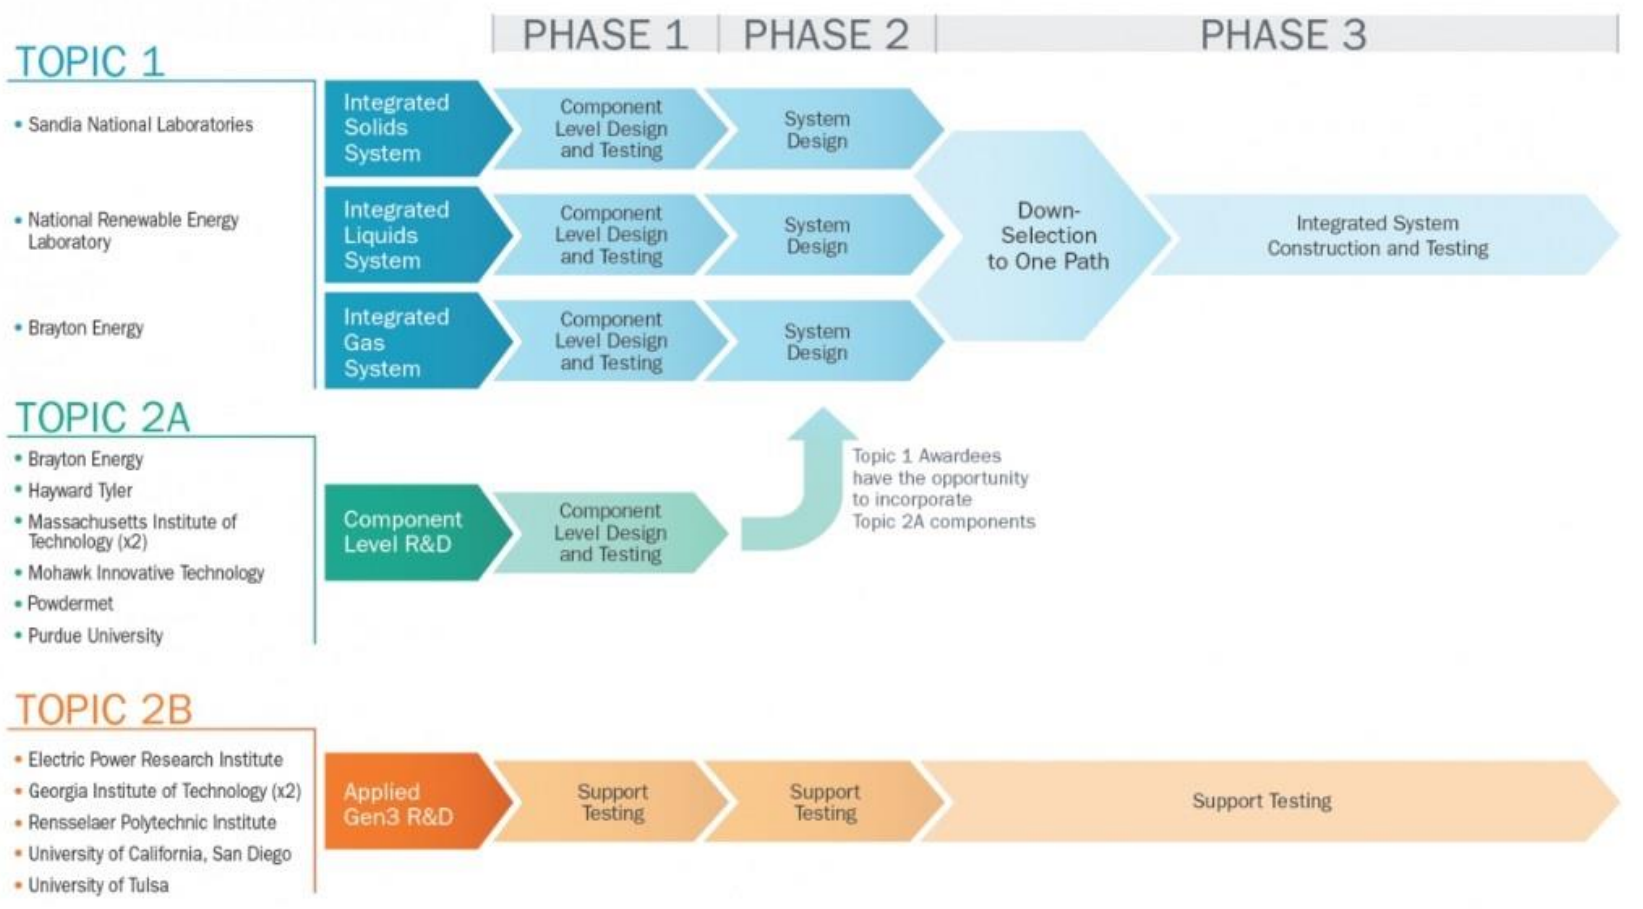 PHASE 1
PHASE 2
PHASE 3
TOPIC 1
• Sandia National Laboratories
• National Renewable Energy
Laboratory
• Brayton Energy
Integrated
Solids
System
Component
Level Design
and Testing
System
Design
Integrated
Liquids
System
Component
Level Design
and Testing
System
Design
Integrated
Gas
System
Component
Level Design
and Testing
System
Design
Down-
Selection
to One Path
Integrated System
Construction and Testing
TOPIC 2A
• Brayton Energy
• Hayward Tyler
• Massachusetts Institute of
Technology (x2)
• Mohawk Innovative Technology
• Powdermet
• Purdue University
Component
Level R&D
Component
Level Design
and Testing
Topic 1 Awardees
have the opportunity
to incorporate
Topic 2A components
TOPIC 2B
• Electric Power Research Institute
• Georgia Institute of Technology (x2)
• Rensselaer Polytechnic Institute
• University of California, San Diego
• University of Tulsa
Applied
Gen3 R&D
Support
Testing
Support
Testing
Support Testing